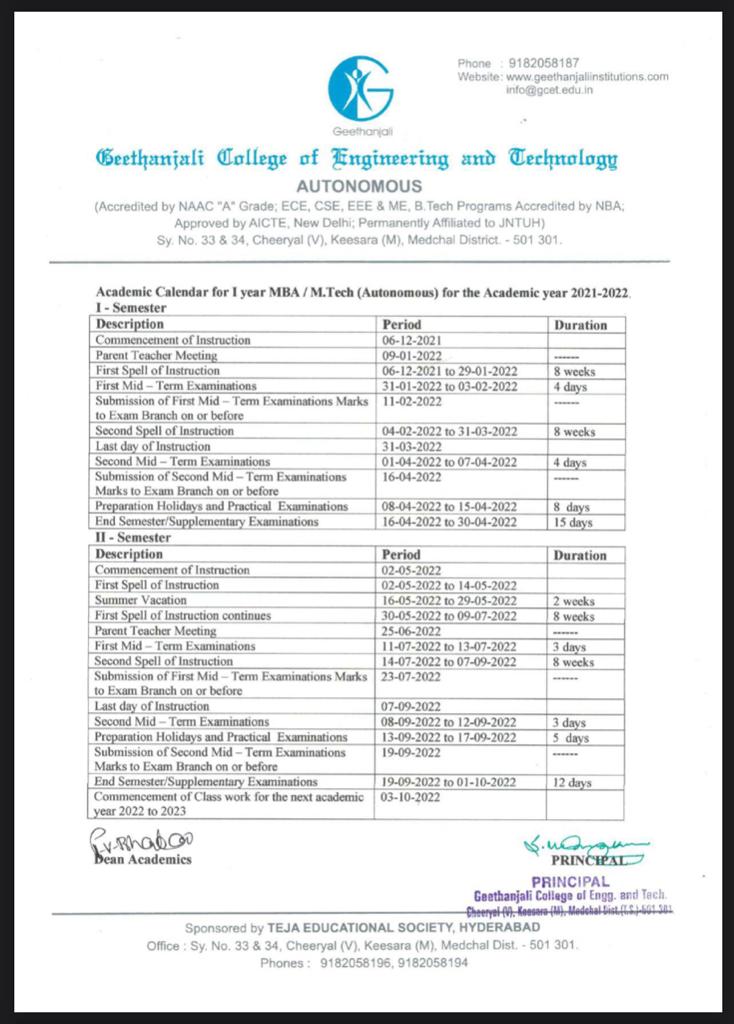 Phone : 9182058187
Website: www.geethanjaliinstitutions.com
info@gcet.edu.in
Geethanjali
Geethanjali College of Engineering and Technology
AUTONOMOUS
(Accredited by NAAC "A" Grade; ECE, CSE, EEE & ME, B.Tech Programs Accredited by NBA;
Approved by AICTE, New Delhi; Permanently Affiliated to JNTUH)
Sy. No. 33 & 34, Cheeryal (V), Keesara (M), Medchal District. - 501 301.
Academic Calendar for I year MBA / M.Tech (Autonomous) for the Academic year 2021-2022.
I - Semester
Description Period Duration
Commencement of Instruction 06-12-2021
Parent Teacher Meeting 09-01-2022 ------
First Spell of Instruction 06-12-2021 to 29-01-2022 8 weeks
First Mid – Term Examinations 31-01-2022 to 03-02-2022 4 days
Submission of First Mid – Term Examinations Marks 11-02-2022 ------
to Exam Branch on or before
Second Spell of Instruction 04-02-2022 to 31-03-2022 8 weeks
Last day of Instruction 31-03-2022
Second Mid – Term Examinations 01-04-2022 to 07-04-2022 4 days
Submission of Second Mid – Term Examinations 16-04-2022 ------
Marks to Exam Branch on or before
Preparation Holidays and Practical Examinations 08-04-2022 to 15-04-2022 8 days
End Semester/Supplementary Examinations 16-04-2022 to 30-04-2022 15 days
II - Semester
Description Period Duration
Commencement of Instruction 02-05-2022
First Spell of Instruction 02-05-2022 to 14-05-2022
Summer Vacation 16-05-2022 to 29-05-2022 2 weeks
First Spell of Instruction continues 30-05-2022 to 09-07-2022 8 weeks
Parent Teacher Meeting 25-06-2022 ------
First Mid – Term Examinations 11-07-2022 to 13-07-2022 3 days
Second Spell of Instruction 14-07-2022 to 07-09-2022 8 weeks
Submission of First Mid – Term Examinations Marks 23-07-2022 ------
to Exam Branch on or before
Last day of Instruction 07-09-2022
Second Mid – Term Examinations 08-09-2022 to 12-09-2022 3 days
Preparation Holidays and Practical Examinations 13-09-2022 to 17-09-2022 5 days
Submission of Second Mid – Term Examinations 19-09-2022 ------
Marks to Exam Branch on or before
End Semester/Supplementary Examinations 19-09-2022 to 01-10-2022 12 days
Commencement of Class work for the next academic 03-10-2022
year 2022 to 2023
Dean Academics
PRINCIPAL
PRINCIPAL
Geethanjali College of Engg. and Tech.
Cheeryal (V), Keesara (M), Medchal Dist.(T.S.)-501 301.
Sponsored by TEJA EDUCATIONAL SOCIETY, HYDERABAD
Office : Sy. No. 33 & 34, Cheeryal (V), Keesara (M), Medchal Dist. - 501 301.
Phones : 9182058196, 9182058194